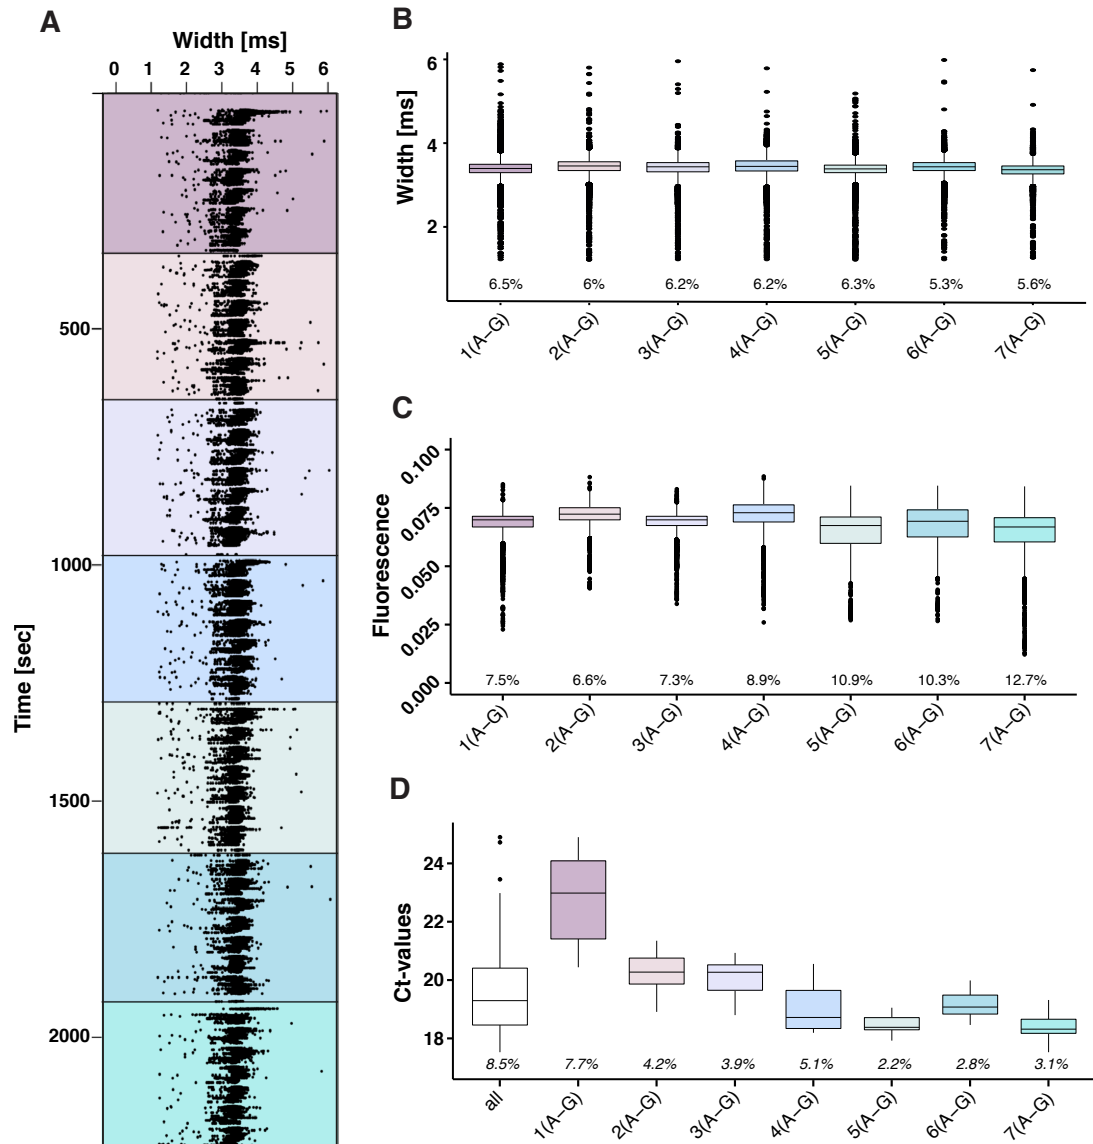 A
Width [ms]
0 1 2 3 4 5 6
500
1000
1500
2000
Time [sec]
B
Width [ms]
6
4
2
6.5% 6% 6.2% 6.2% 6.3% 5.3% 5.6%
1(A–G) 2(A–G) 3(A–G) 4(A–G) 5(A–G) 6(A–G) 7(A–G)
C
Fluorescence
0.100
0.075
0.050
0.025
0.000
7.5% 6.6% 7.3% 8.9% 10.9% 10.3% 12.7%
1(A–G) 2(A–G) 3(A–G) 4(A–G) 5(A–G) 6(A–G) 7(A–G)
D
Ct-values
24
22
20
18
8.5% 7.7% 4.2% 3.9% 5.1% 2.2% 2.8% 3.1%
all 1(A–G) 2(A–G) 3(A–G) 4(A–G) 5(A–G) 6(A–G) 7(A–G)